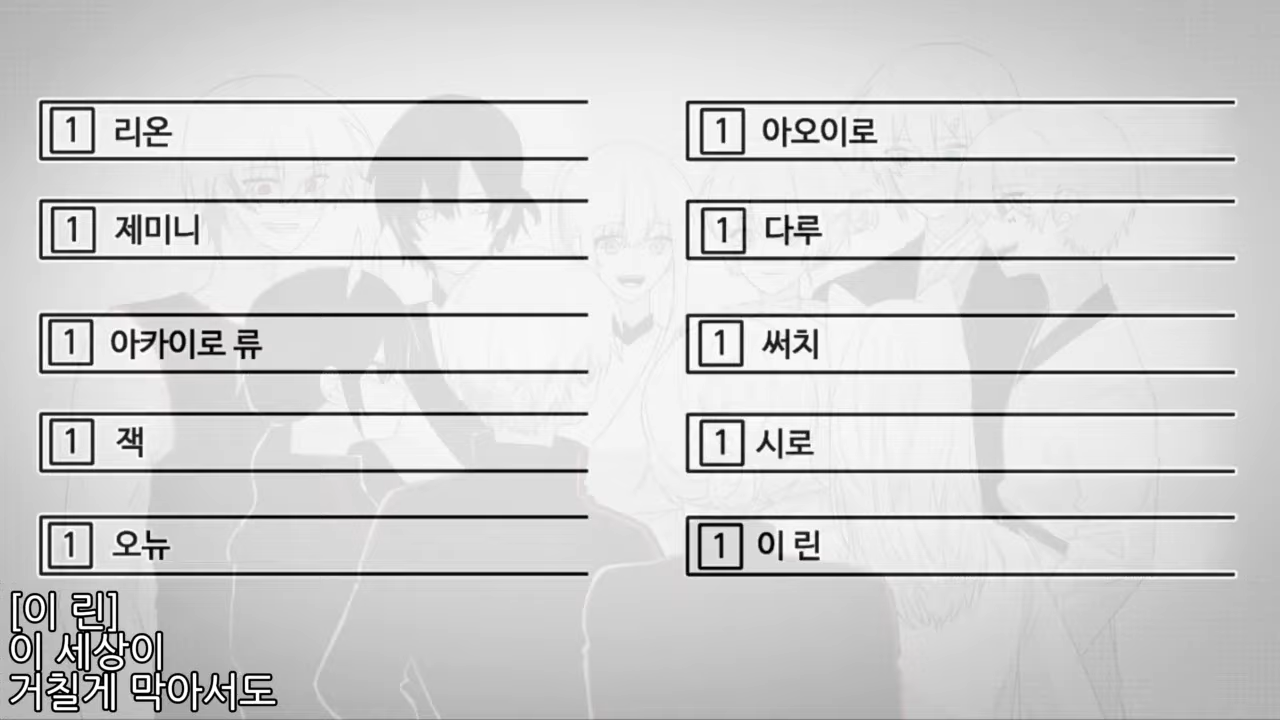 1 리온
1 제미니
1 아카이로 류
1 잭
1 오뉴
1 아오이로
1 다루
1 써치
1 시로
1 이 린
[이 린]
이 세상이
거칠게 막아서도